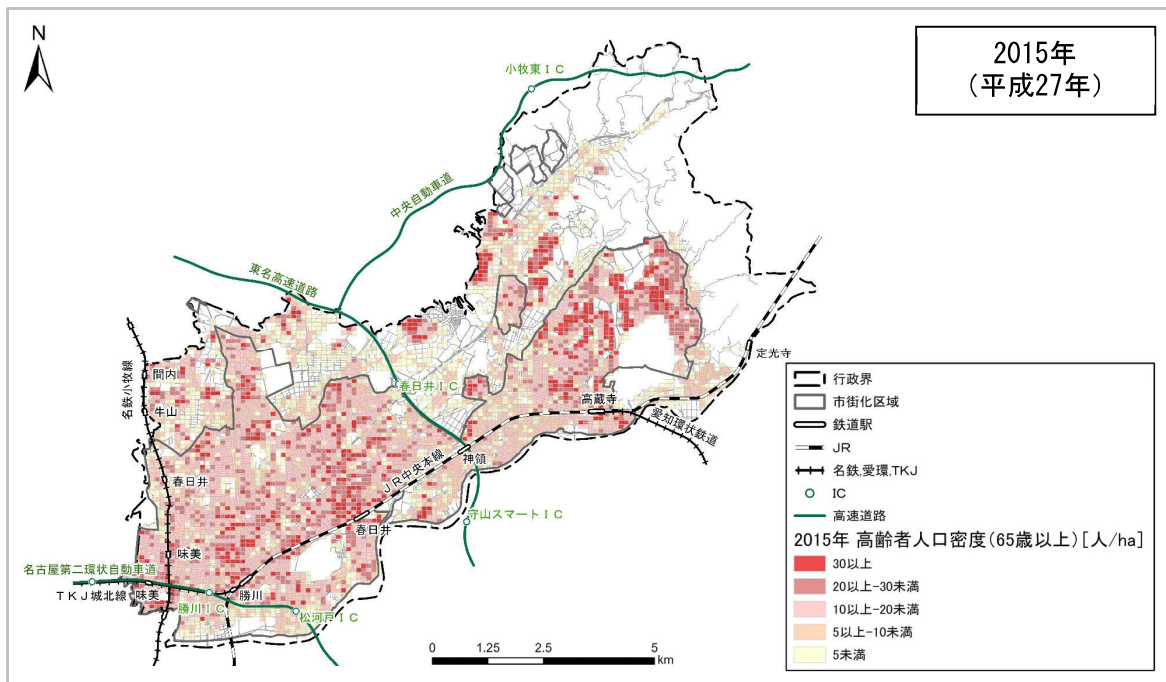 N
2015年
（平成27年）
小牧東ＩＣ
中央自動車道
東名高速道路
名鉄小牧線
間内
牛山
春日井ＩＣ
定光寺
高蔵寺
愛知環状鉄道
神領
ＪＲ中央本線
春日井
守山スマートＩＣ
春日井
味美
名古屋第二環状自動車道
ＴＫＪ城北線
味美
勝川ＩＣ
勝川
松河戸ＩＣ
0 1.25 2.5 5
km
行政界
市街化区域
鉄道駅
JR
名鉄,愛環,TKJ
IC
高速道路
2015年 高齢者人口密度(65歳以上)[人/ha]
30以上
20以上-30未満
10以上-20未満
5以上-10未満
5未満